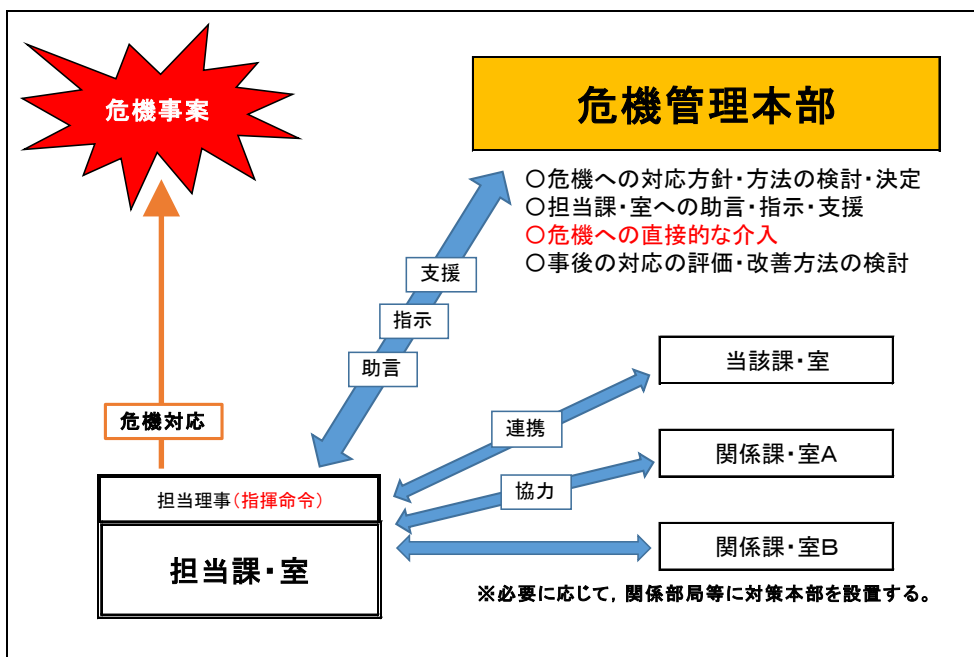 危機事案
危機管理本部
○危機への対応方針・方法の検討・決定
○担当課・室への助言・指示・支援
○危機への直接的な介入
○事後の対応の評価・改善方法の検討
支援
指示
助言
危機対応
連携
協力
当該課・室
関係課・室A
関係課・室B
担当理事(指揮命令)
担当課・室
※必要に応じて,関係部局等に対策本部を設置する。